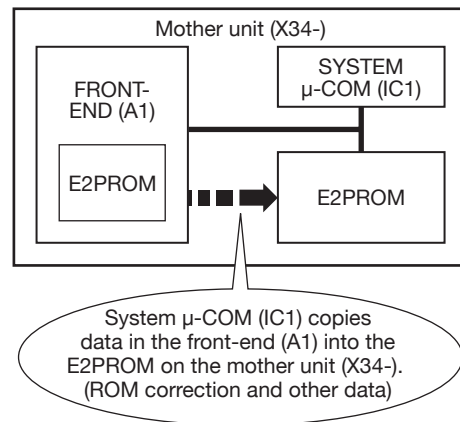 Mother unit (X34-)
FRONT-
END (A1)
E2PROM
SYSTEM
µ-COM (IC1)
E2PROM
System µ-COM (IC1) copies
data in the front-end (A1) into the
E2PROM on the mother unit (X34-).
(ROM correction and other data)